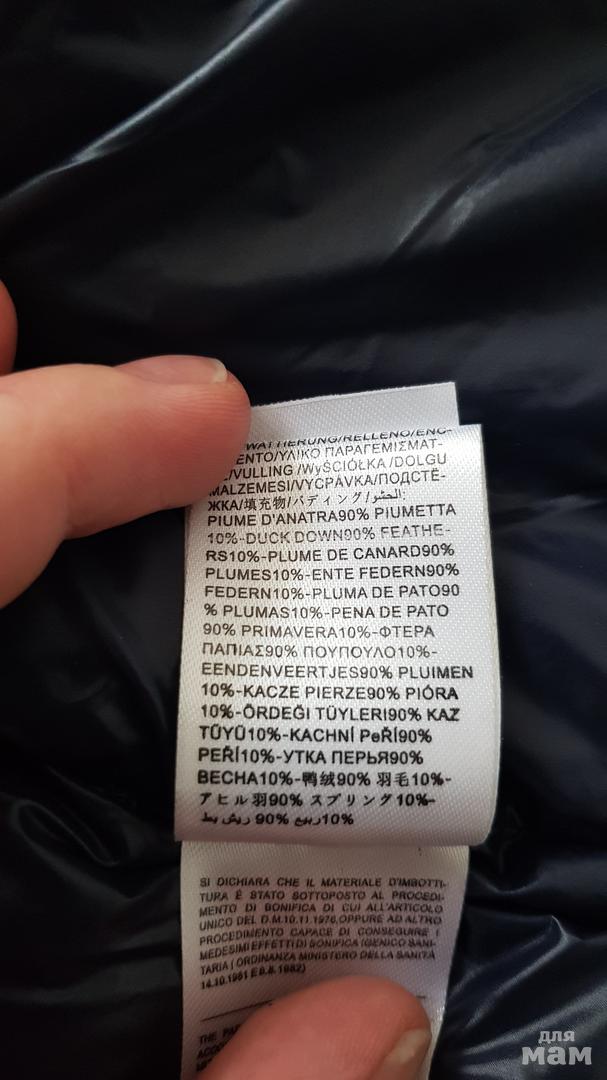 WATTIERUNG/RELLENO/ENC-
ENTO/ΥΛΙΚΟ ΠΑΡΑΓΕΜΙΣΜΑΤ-
/VULLING /WyŚCIÓŁKA /DOLGU
MALZEMESI/VYCPÁVKA/ПОДСТЁ-
ЖКА/填充物/パディング/الحشو:
PIUME D'ANATRA90% PIUMETTA
10%-DUCK DOWN90% FEATHE-
RS10%-PLUME DE CANARD90%
PLUMES10%-ENTE FEDERN90%
FEDERN10%-PLUMA DE PATO90
% PLUMAS10%-PENA DE PATO
90% PRIMAVERA10%-ΦΤΕΡΑ
ΠΑΠΙΑΣ90% ΠΟΥΠΟΥΛΟ10%-
EENDENVEERTJES90% PLUIMEN
10%-KACZE PIERZE90% PIÓRA
10%-ÖRDEĞI TÜYLERI90% KAZ
TÜYÜ10%-KACHNÍ PeŘÍ90%
PEŘÍ10%-УТКА ПЕРЬЯ90%
ВЕСНА10%-鸭绒90% 羽毛10%-
アヒル羽90% スプリング10%-
ريش بط 90% ربيع 10%
SI DICHIARA CHE IL MATERIALE D'IMBOTTI-
TURA È STATO SOTTOPOSTO AL PROCEDI-
MENTO DI BONIFICA DI CUI ALL'ARTICOLO
UNICO DEL D.M.10.11.1976,OPPURE AD ALTRO
PROCEDIMENTO CAPACE DI CONSEGUIRE I
MEDESIMI EFFETTI DI BONIFICA IGENICO SANI-
TARIA ( ORDINANZA MINISTERO DELLA SANITÀ
14.10.1981 E 6.8.1982)
THE
для
мам